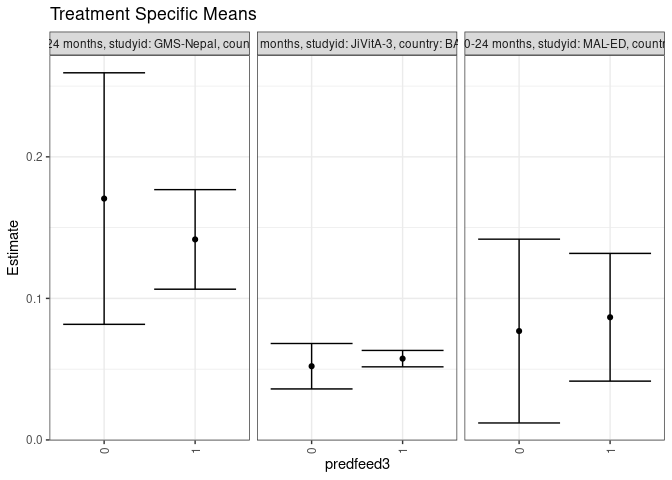 Treatment Specific Means
24 months, studyid: GMS-Nepal, coun
months, studyid: JiVitA-3, country: BA
0-24 months, studyid: MAL-ED, countr
Estimate
0.2
0.1
0.0
0 1 0 1 0 1
predfeed3